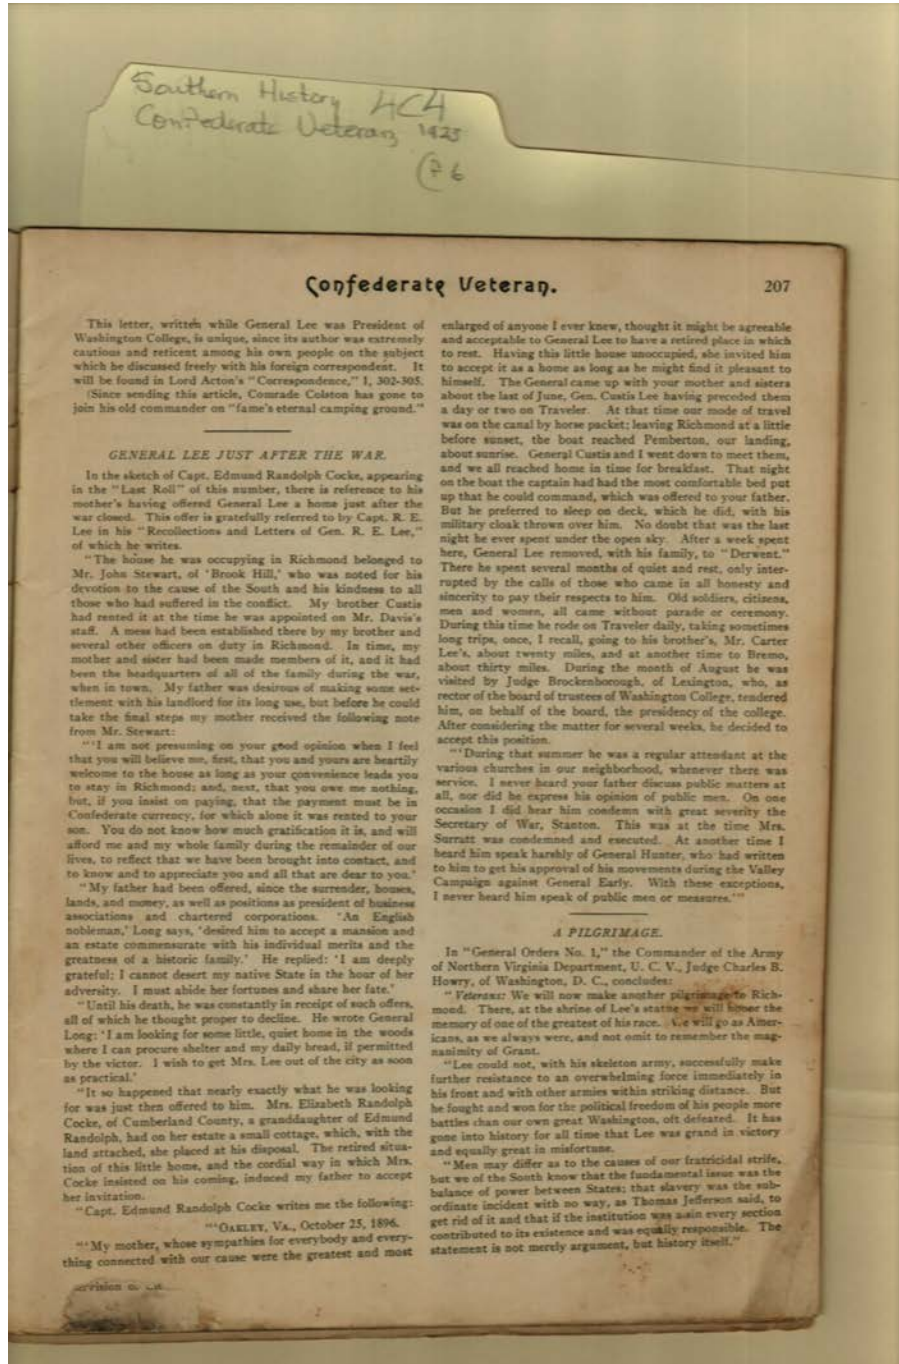 Southern History 4C4
Confederate Veteran, 1925
(P 6
Confederate Veteran.
207
This letter, written while General Lee was President of
Washington College, is unique, since its author was extremely
cautious and reticent among his own people on the subject
which he discussed freely with his foreign correspondent. It
will be found in Lord Acton's "Correspondence," 1, 302-305.
(Since sending this article, Comrade Colston has gone to
join his old commander on "fame's eternal camping ground."
GENERAL LEE JUST AFTER THE WAR.
In the sketch of Capt. Edmund Randolph Cocke, appearing
in the "Last Roll" of this number, there is reference to his
mother's having offered General Lee a home just after the
war closed. This offer is gratefully referred to by Capt. R. E.
Lee in his "Recollections and Letters of Gen. R. E. Lee,"
of which he writes.
"The house he was occupying in Richmond belonged to
Mr. John Stewart, of 'Brook Hill,' who was noted for his
devotion to the cause of the South and his kindness to all
those who had suffered in the conflict. My brother Custis
had rented it at the time he was appointed on Mr. Davis's
staff. A mess had been established there by my brother and
several other officers on duty in Richmond. In time, my
mother and sister had been made members of it, and it had
been the headquarters of all of the family during the war,
when in town. My father was desirous of making some set-
tlement with his landlord for its long use, but before he could
take the final steps my mother received the following note
from Mr. Stewart:
"'I am not presuming on your good opinion when I feel
that you will believe me, first, that you and yours are heartily
welcome to the house as long as your convenience leads you
to stay in Richmond; and, next, that you owe me nothing,
but, if you insist on paying, that the payment must be in
Confederate currency, for which alone it was rented to your
son. You do not know how much gratification it is, and will
afford me and my whole family during the remainder of our
lives, to reflect that we have been brought into contact, and
to know and to appreciate you and all that are dear to you.'
"My father had been offered, since the surrender, houses,
lands, and money, as well as positions as president of business
associations and chartered corporations. 'An English
nobleman,' Long says, 'desired him to accept a mansion and
an estate commensurate with his individual merits and the
greatness of a historic family.' He replied: 'I am deeply
grateful; I cannot desert my native State in the hour of her
adversity. I must abide her fortunes and share her fate.'
"Until his death, he was constantly in receipt of such offers,
all of which he thought proper to decline. He wrote General
Long: 'I am looking for some little, quiet home in the woods
where I can procure shelter and my daily bread, if permitted
by the victor. I wish to get Mrs. Lee out of the city as soon
as practical.'
"It so happened that nearly exactly what he was looking
for was just then offered to him. Mrs. Elizabeth Randolph
Cocke, of Cumberland County, a granddaughter of Edmund
Randolph, had on her estate a small cottage, which, with the
land attached, she placed at his disposal. The retired situa-
tion of this little home, and the cordial way in which Mrs.
Cocke insisted on his coming, induced my father to accept
her invitation.
"Capt. Edmund Randolph Cocke writes me the following:
"'OAKLEY, VA., October 25, 1896.
"'My mother, whose sympathies for everybody and every-
thing connected with our cause were the greatest and most
enlarged of anyone I ever knew, thought it might be agreeable
and acceptable to General Lee to have a retired place in which
to rest. Having this little house unoccupied, she invited him
to accept it as a home as long as he might find it pleasant to
himself. The General came up with your mother and sisters
about the last of June, Gen. Custis Lee having preceded them
a day or two on Traveler. At that time our mode of travel
was on the canal by horse packet; leaving Richmond at a little
before sunset, the boat reached Pemberton, our landing,
about sunrise. General Custis and I went down to meet them,
and we all reached home in time for breakfast. That night
on the boat the captain had had the most comfortable bed put
up that he could command, which was offered to your father.
But he preferred to sleep on deck, which he did, with his
military cloak thrown over him. No doubt that was the last
night he ever spent under the open sky. After a week spent
here, General Lee removed, with his family, to "Derwent."
There he spent several months of quiet and rest, only inter-
rupted by the calls of those who came in all honesty and
sincerity to pay their respects to him. Old soldiers, citizens,
men and women, all came without parade or ceremony.
During this time he rode on Traveler daily, taking sometimes
long trips, once, I recall, going to his brother's, Mr. Carter
Lee's, about twenty miles, and at another time to Bremo,
about thirty miles. During the month of August he was
visited by Judge Brockenborough, of Lexington, who, as
rector of the board of trustees of Washington College, tendered
him, on behalf of the board, the presidency of the college.
After considering the matter for several weeks, he decided to
accept this position.
"'During that summer he was a regular attendant at the
various churches in our neighborhood, whenever there was
service. I never heard your father discuss public matters at
all, nor did he express his opinion of public men. On one
occasion I did hear him condemn with great severity the
Secretary of War, Stanton. This was at the time Mrs.
Surratt was condemned and executed. At another time I
heard him speak harshly of General Hunter, who had written
to him to get his approval of his movements during the Valley
Campaign against General Early. With these exceptions,
I never heard him speak of public men or measures.'"
A PILGRIMAGE.
In "General Orders No. 1," the Commander of the Army
of Northern Virginia Department, U. C. V., Judge Charles B.
Howry, of Washington, D. C., concludes:
"Veterans: We will now make another pilgrimage to Rich-
mond. There, at the shrine of Lee's statue we will honor the
memory of one of the greatest of his race. We will go as Amer-
icans, as we always were, and not omit to remember the mag-
nanimity of Grant.
"Lee could not, with his skeleton army, successfully make
further resistance to an overwhelming force immediately in
his front and with other armies within striking distance. But
he fought and won for the political freedom of his people more
battles than our own great Washington, oft defeated. It has
gone into history for all time that Lee was grand in victory
and equally great in misfortune.
"Men may differ as to the causes of our fratricidal strife,
but we of the South know that the fundamental issue was the
balance of power between States; that slavery was the sub-
ordinate incident with no way, as Thomas Jefferson said, to
get rid of it and that if the institution was a sin every section
contributed to its existence and was equally responsible. The
statement is not merely argument, but history itself."